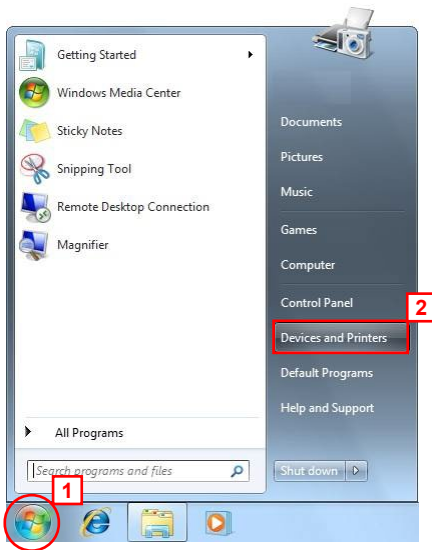 Getting Started
Windows Media Center
Sticky Notes
Snipping Tool
Remote Desktop Connection
Magnifier
All Programs
Search programs and files
Documents
Pictures
Music
Games
Computer
Control Panel
2
Devices and Printers
Default Programs
Help and Support
Shut down
1